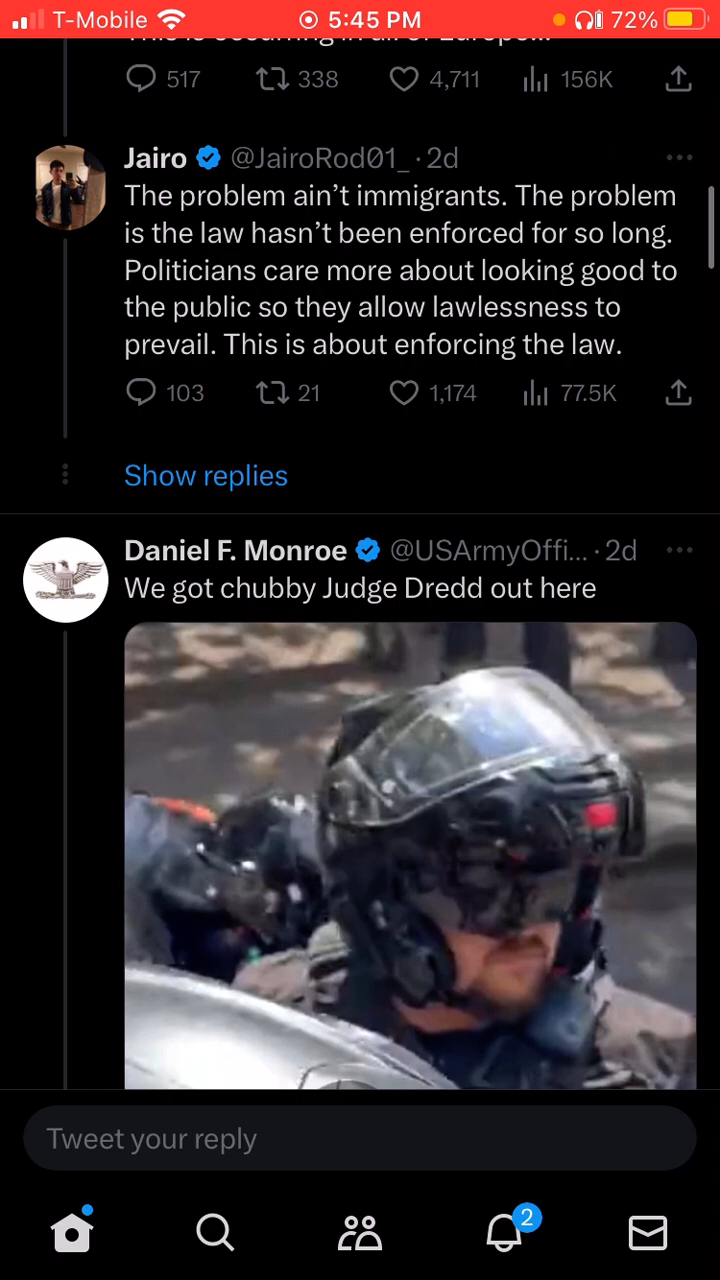 T-Mobile 5:45 PM 72%
517 338 4,711 156K
Jairo @JairoRod01_ · 2d
The problem ain’t immigrants. The problem
is the law hasn’t been enforced for so long.
Politicians care more about looking good to
the public so they allow lawlessness to
prevail. This is about enforcing the law.
103 21 1,174 77.5K
Show replies
Daniel F. Monroe @USArmyOffi... · 2d
We got chubby Judge Dredd out here
Tweet your reply
2